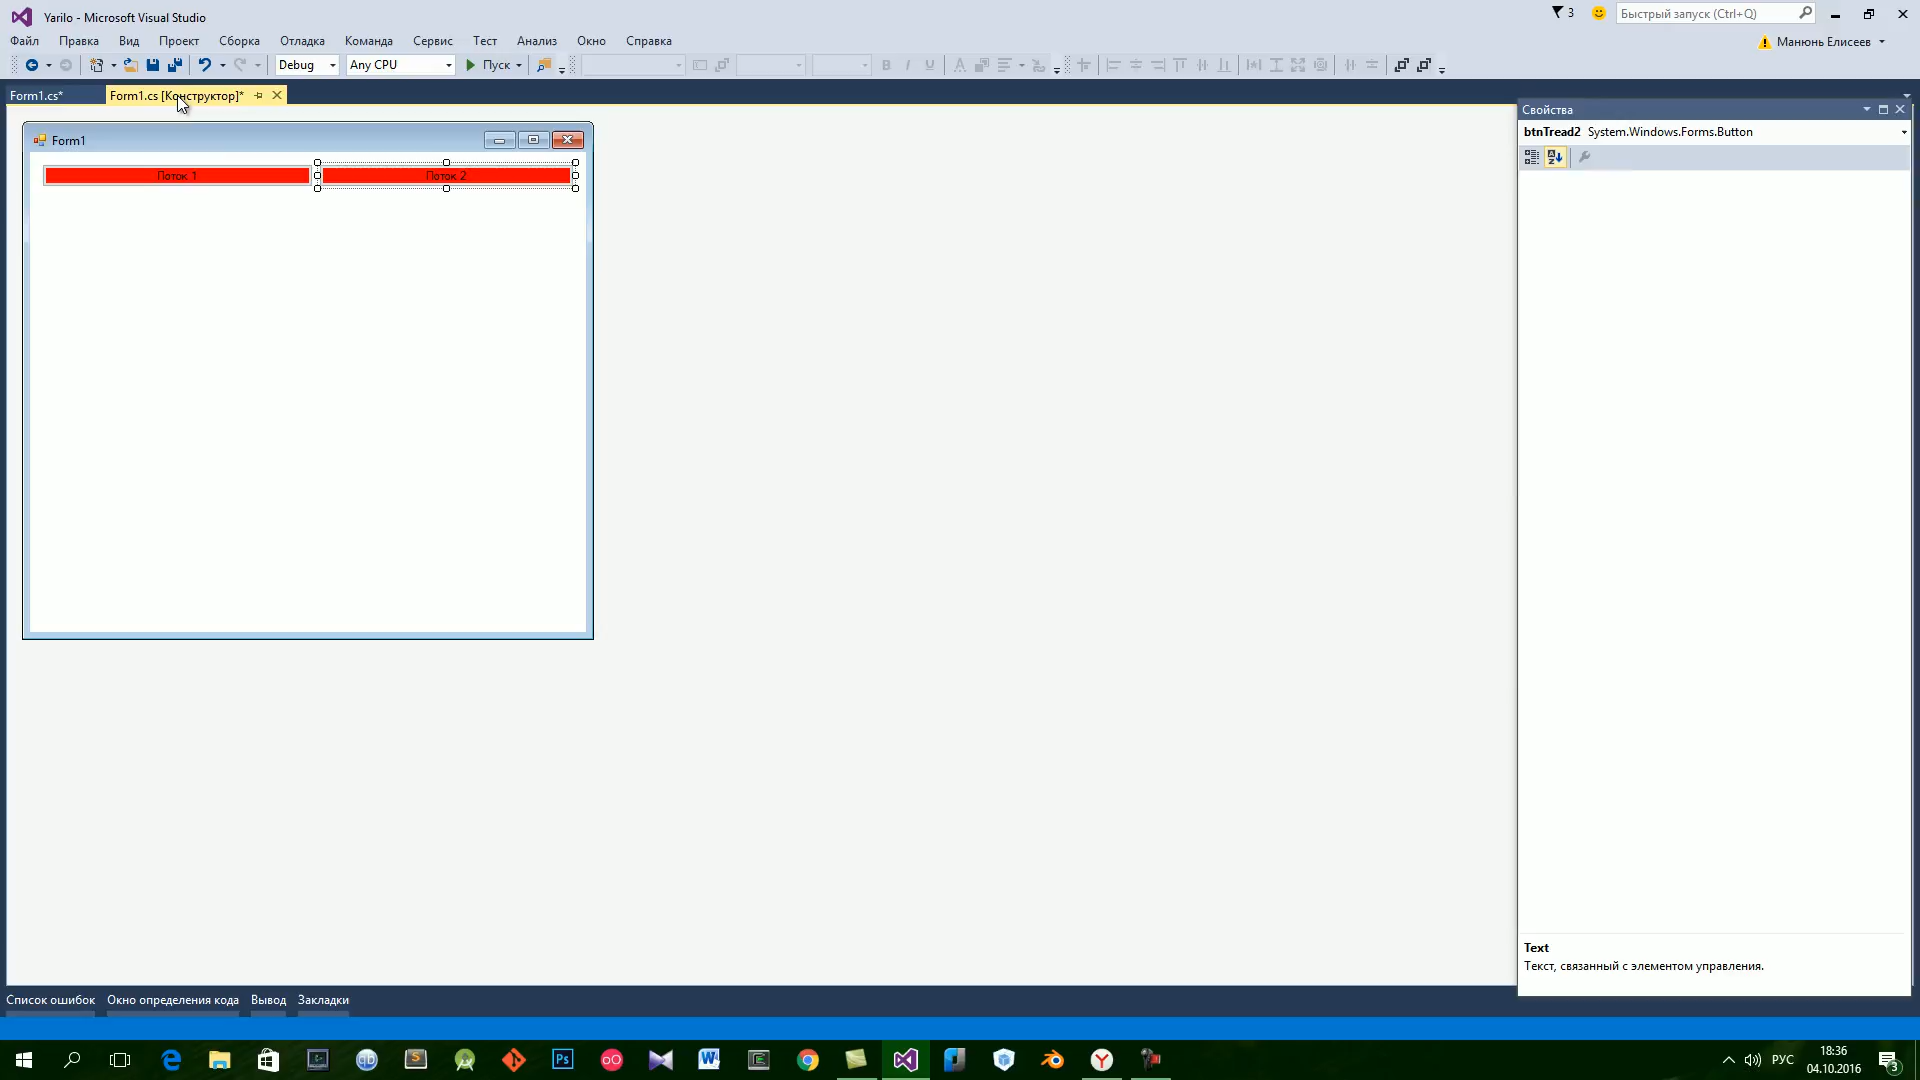 Yarilo - Microsoft Visual Studio
3
Быстрый запуск (Ctrl+Q)
Файл Правка Вид Проект Сборка Отладка Команда Сервис Тест Анализ Окно Справка
Манюнь Елисеев
Debug Any CPU Пуск
Form1.cs*
Form1.cs [Конструктор]*
Свойства
btnTread2 System.Windows.Forms.Button
Form1
Поток 1
Поток 2
Text
Текст, связанный с элементом управления.
Список ошибок Окно определения кода Вывод Закладки
РУС
18:36
04.10.2016
3